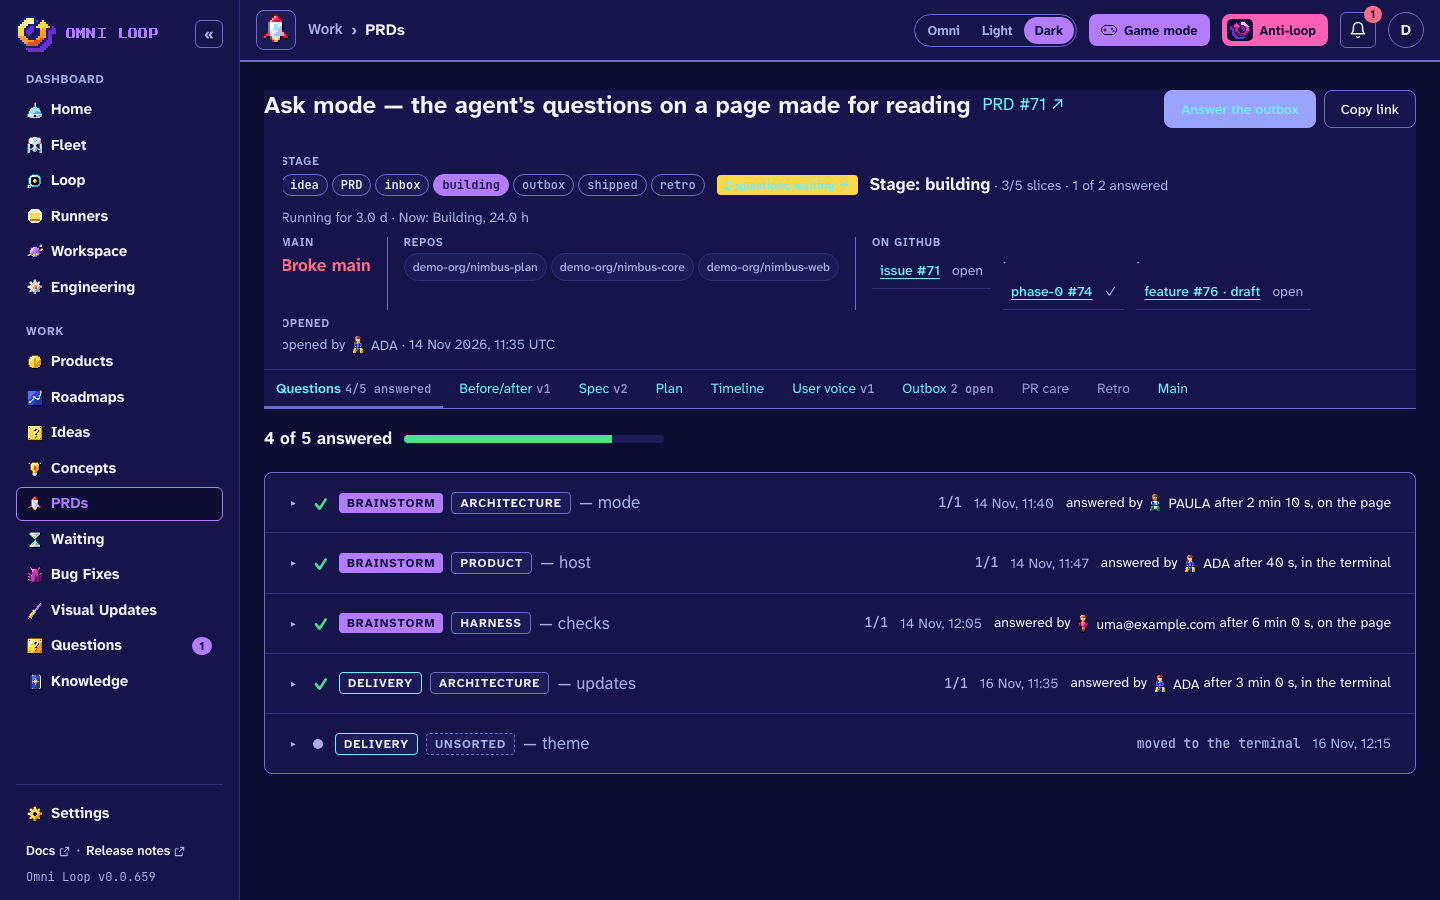 OMNI LOOP
«
DASHBOARD
Home
Fleet
Loop
Runners
Workspace
Engineering
WORK
Products
Roadmaps
Ideas
Concepts
PRDs
Waiting
Bug Fixes
Visual Updates
Questions 1
Knowledge
Settings
Docs · Release notes
Omni Loop v0.0.659
Work › PRDs
Omni Light Dark
Game mode
Anti-loop
1
D
Ask mode — the agent's questions on a page made for reading PRD #71 ↗
Answer the outbox
Copy link
STAGE
idea PRD inbox building outbox shipped retro 2 questions waiting → Stage: building · 3/5 slices · 1 of 2 answered
Running for 3.0 d · Now: Building, 24.0 h
MAIN
Broke main
REPOS
demo-org/nimbus-plan demo-org/nimbus-core demo-org/nimbus-web
ON GITHUB
issue #71 open
· phase-0 #74 ✓
· feature #76 · draft open
OPENED
opened by ADA · 14 Nov 2026, 11:35 UTC
Questions 4/5 answered Before/after v1 Spec v2 Plan Timeline User voice v1 Outbox 2 open PR care Retro Main
4 of 5 answered
▸ ✓ BRAINSTORM ARCHITECTURE — mode 1/1 14 Nov, 11:40 answered by PAULA after 2 min 10 s, on the page
▸ ✓ BRAINSTORM PRODUCT — host 1/1 14 Nov, 11:47 answered by ADA after 40 s, in the terminal
▸ ✓ BRAINSTORM HARNESS — checks 1/1 14 Nov, 12:05 answered by uma@example.com after 6 min 0 s, on the page
▸ ✓ DELIVERY ARCHITECTURE — updates 1/1 16 Nov, 11:35 answered by ADA after 3 min 0 s, in the terminal
▸ DELIVERY UNSORTED — theme moved to the terminal 16 Nov, 12:15